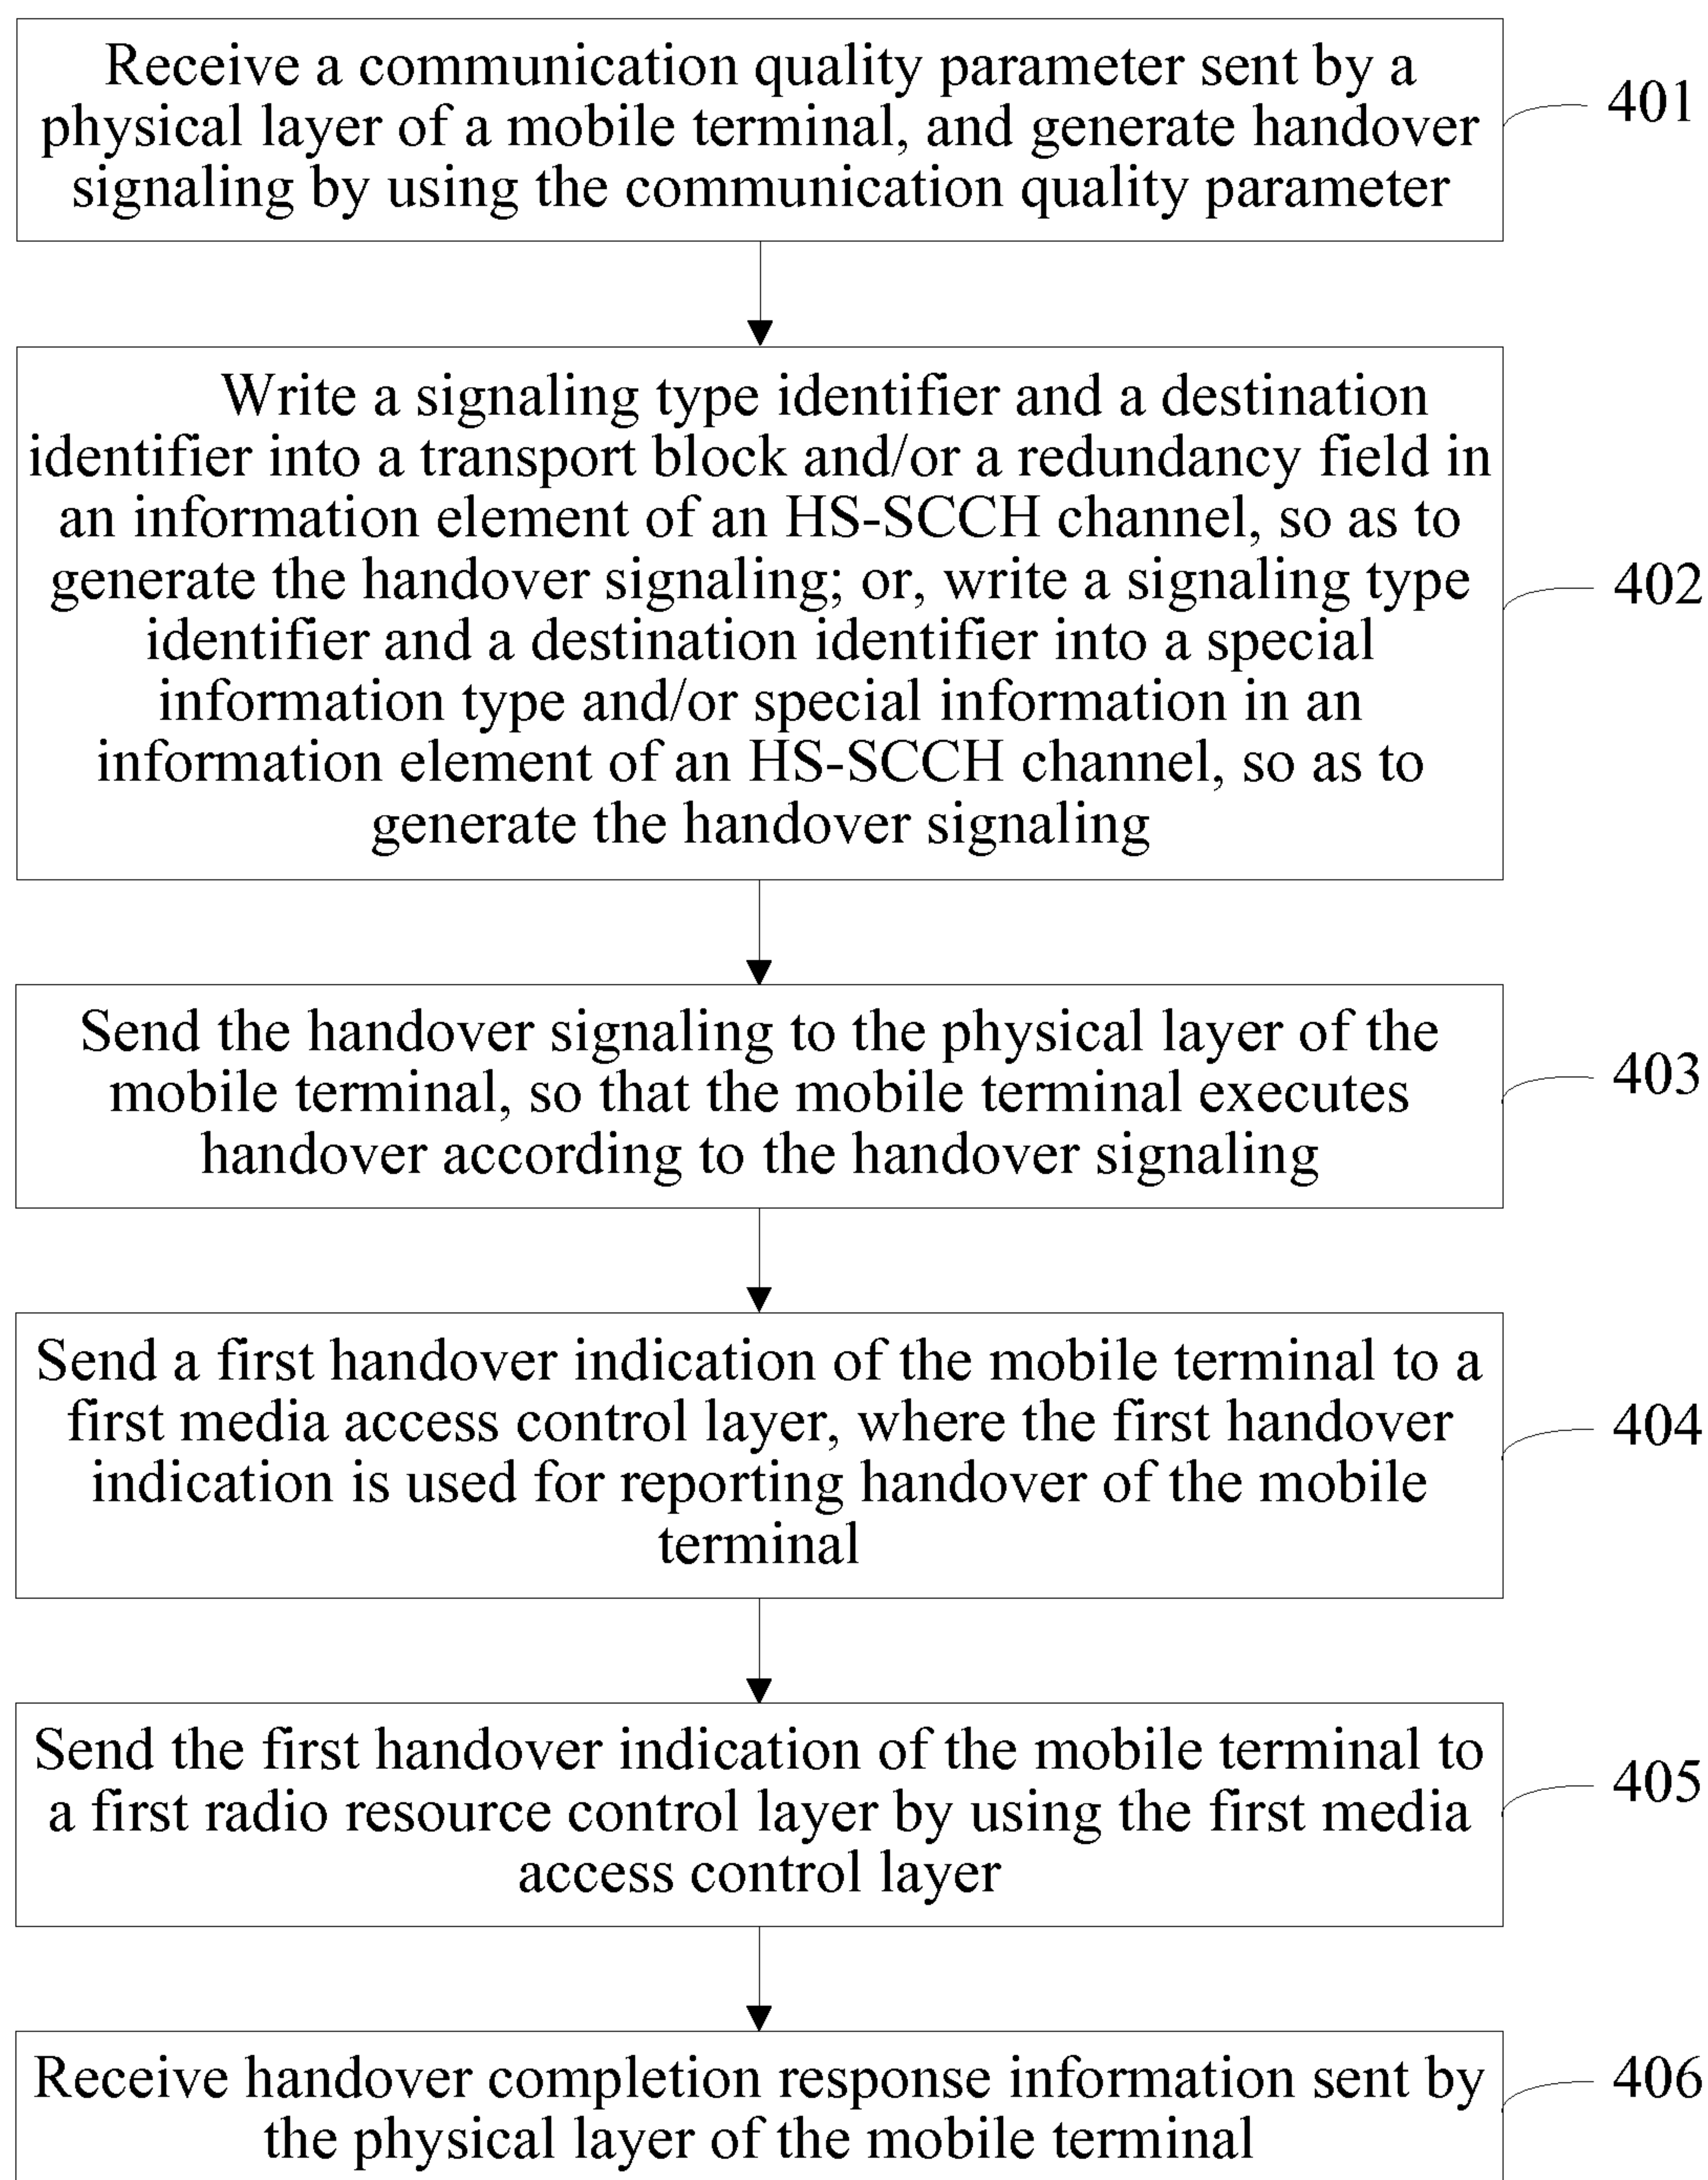 Receive a communication quality parameter sent by a
physical layer of a mobile terminal, and generate handover
signaling by using the communication quality parameter
401
Write a signaling type identifier and a destination
identifier into a transport block and/or a redundancy field in
an information element of an HS-SCCH channel, so as to
generate the handover signaling; or, write a signaling type
identifier and a destination identifier into a special
information type and/or special information in an
information element of an HS-SCCH channel, so as to
generate the handover signaling
402
Send the handover signaling to the physical layer of the
mobile terminal, so that the mobile terminal executes
handover according to the handover signaling
403
Send a first handover indication of the mobile terminal to a
first media access control layer, where the first handover
indication is used for reporting handover of the mobile
terminal
404
Send the first handover indication of the mobile terminal to
a first radio resource control layer by using the first media
access control layer
405
Receive handover completion response information sent by
the physical layer of the mobile terminal
406